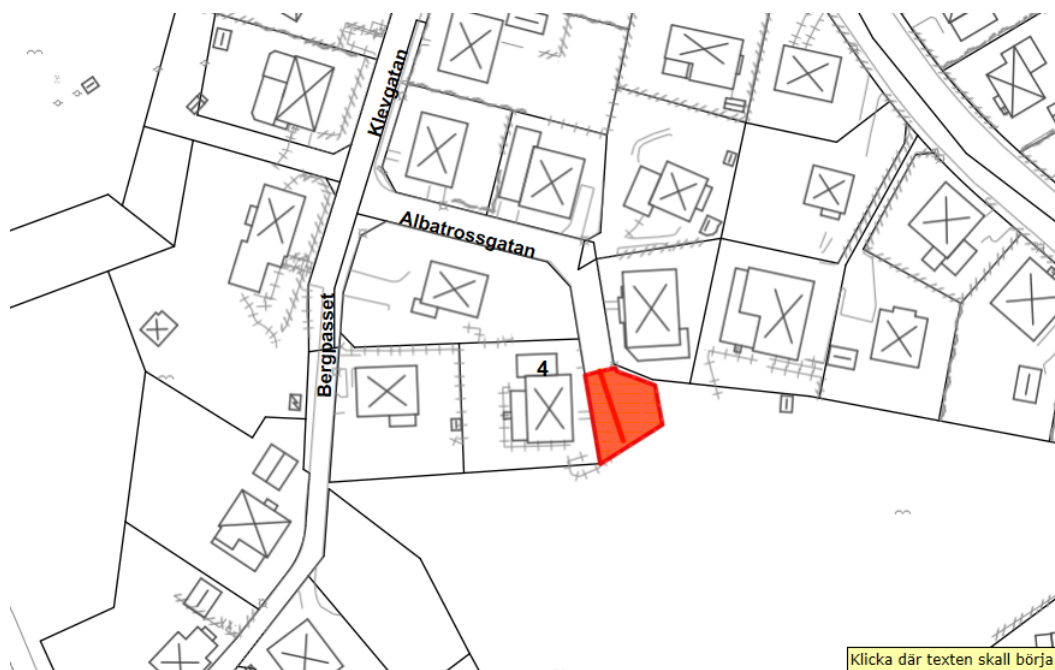 Klevgatan
Albatrossgatan
Bergpasset
4
Klicka där texten skall börja